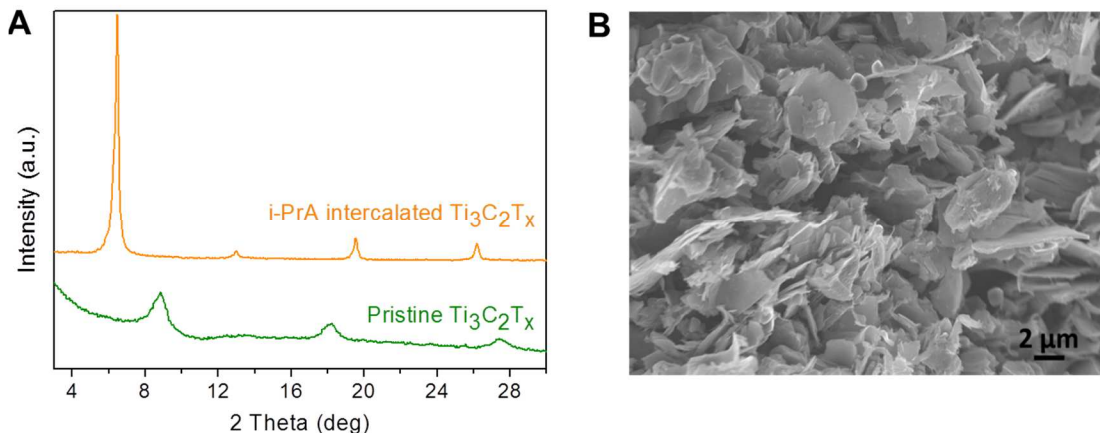 A
Intensity (a.u.)
i-PrA intercalated Ti3C2Tx
Pristine Ti3C2Tx
4 8 12 16 20 24 28
2 Theta (deg)
B
2 μm